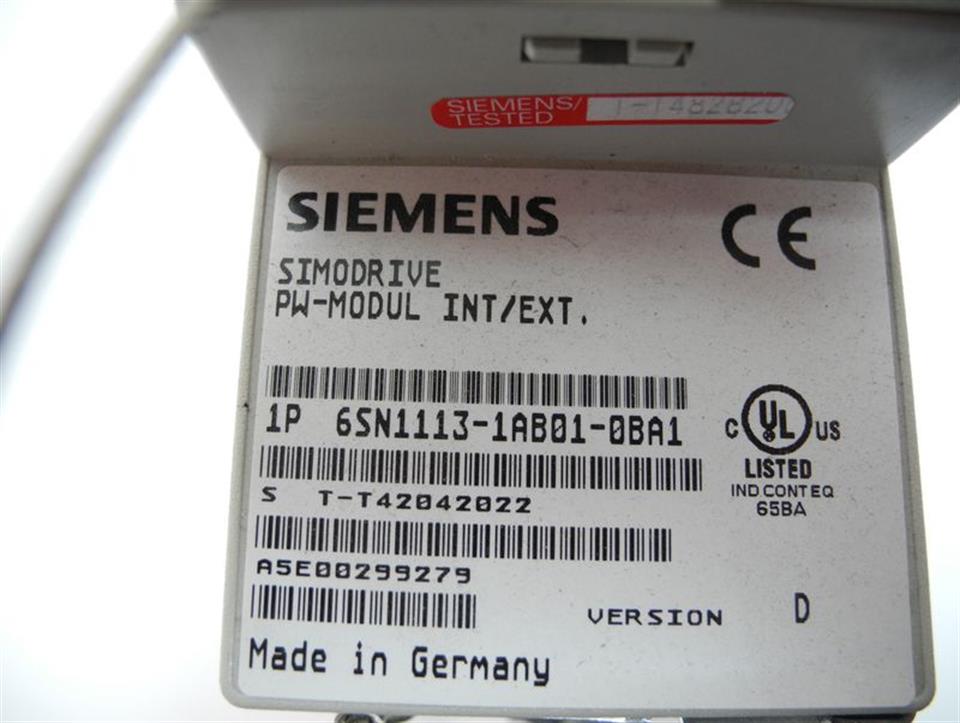 SIEMENS/
TESTED
SIEMENS
CE
SIMODRIVE
PW-MODUL INT/EXT.
1P 6SN1113-1AB01-0BA1
C UL US
LISTED
IND CONT EQ
65BA
S T-T42042022
A5E00299279
VERSION D
Made in Germany